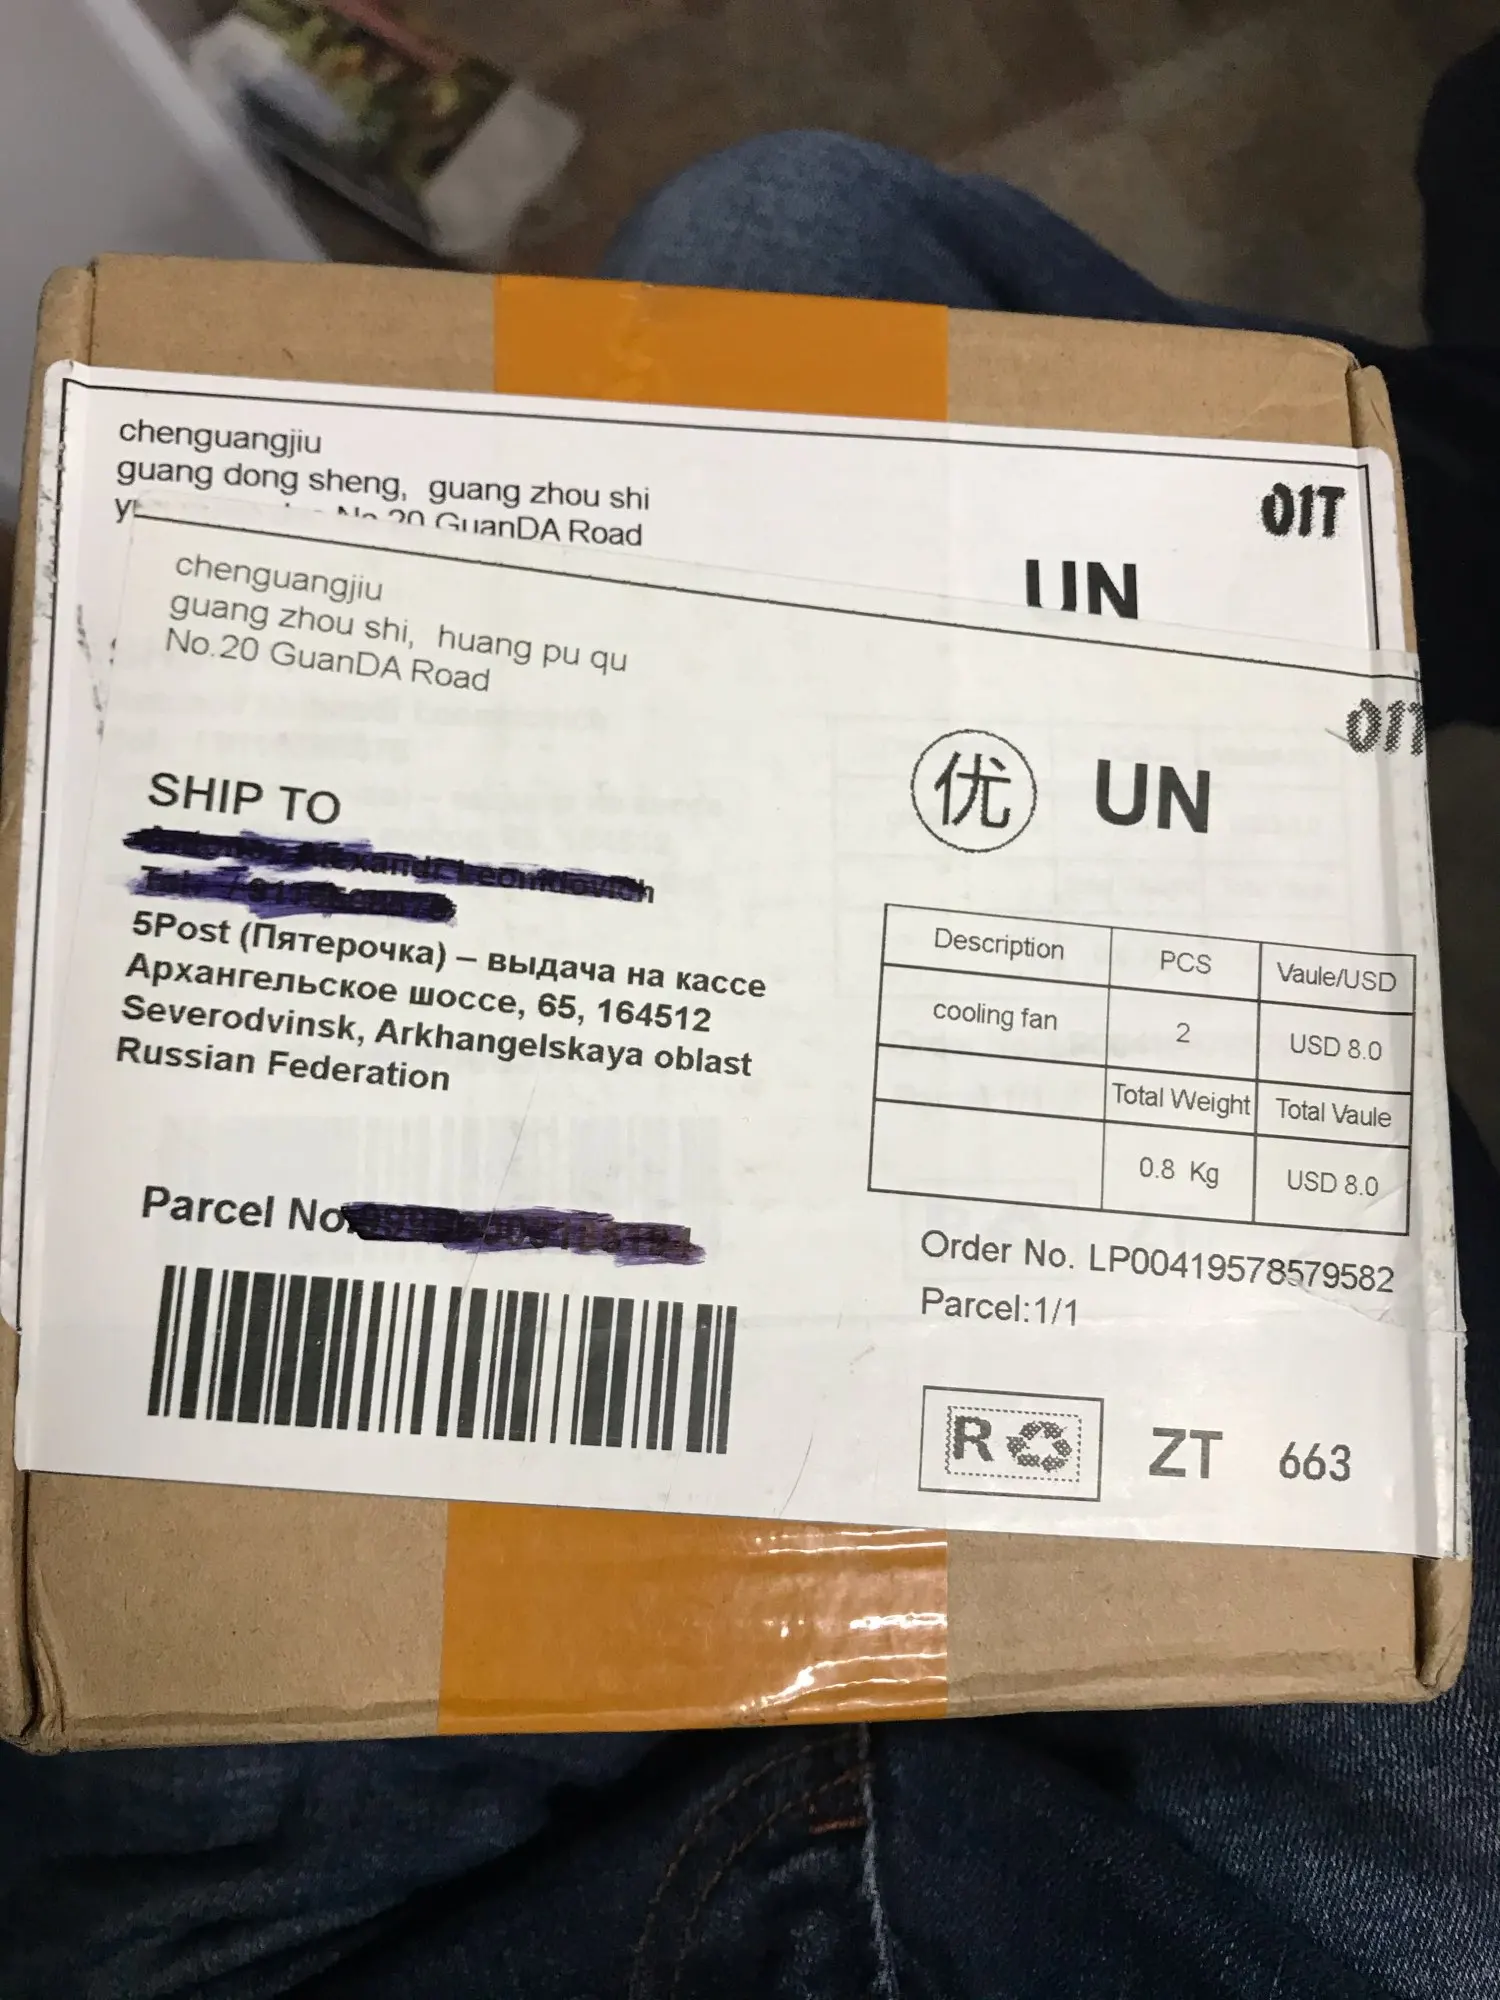 chenguangjiu
guang dong sheng, guang zhou shi
No.20 GuanDA Road
01T
UN
chenguangjiu
guang zhou shi, huang pu qu
No.20 GuanDA Road
01T
优 UN
SHIP TO
5Post (Пятерочка) – выдача на кассе
Архангельское шоссе, 65, 164512
Severodvinsk, Arkhangelskaya oblast
Russian Federation
Description PCS Vaule/USD
cooling fan 2 USD 8.0
Total Weight Total Vaule
0.8 Kg USD 8.0
Parcel No.
Order No. LP00419578579582
Parcel:1/1
R ZT 663